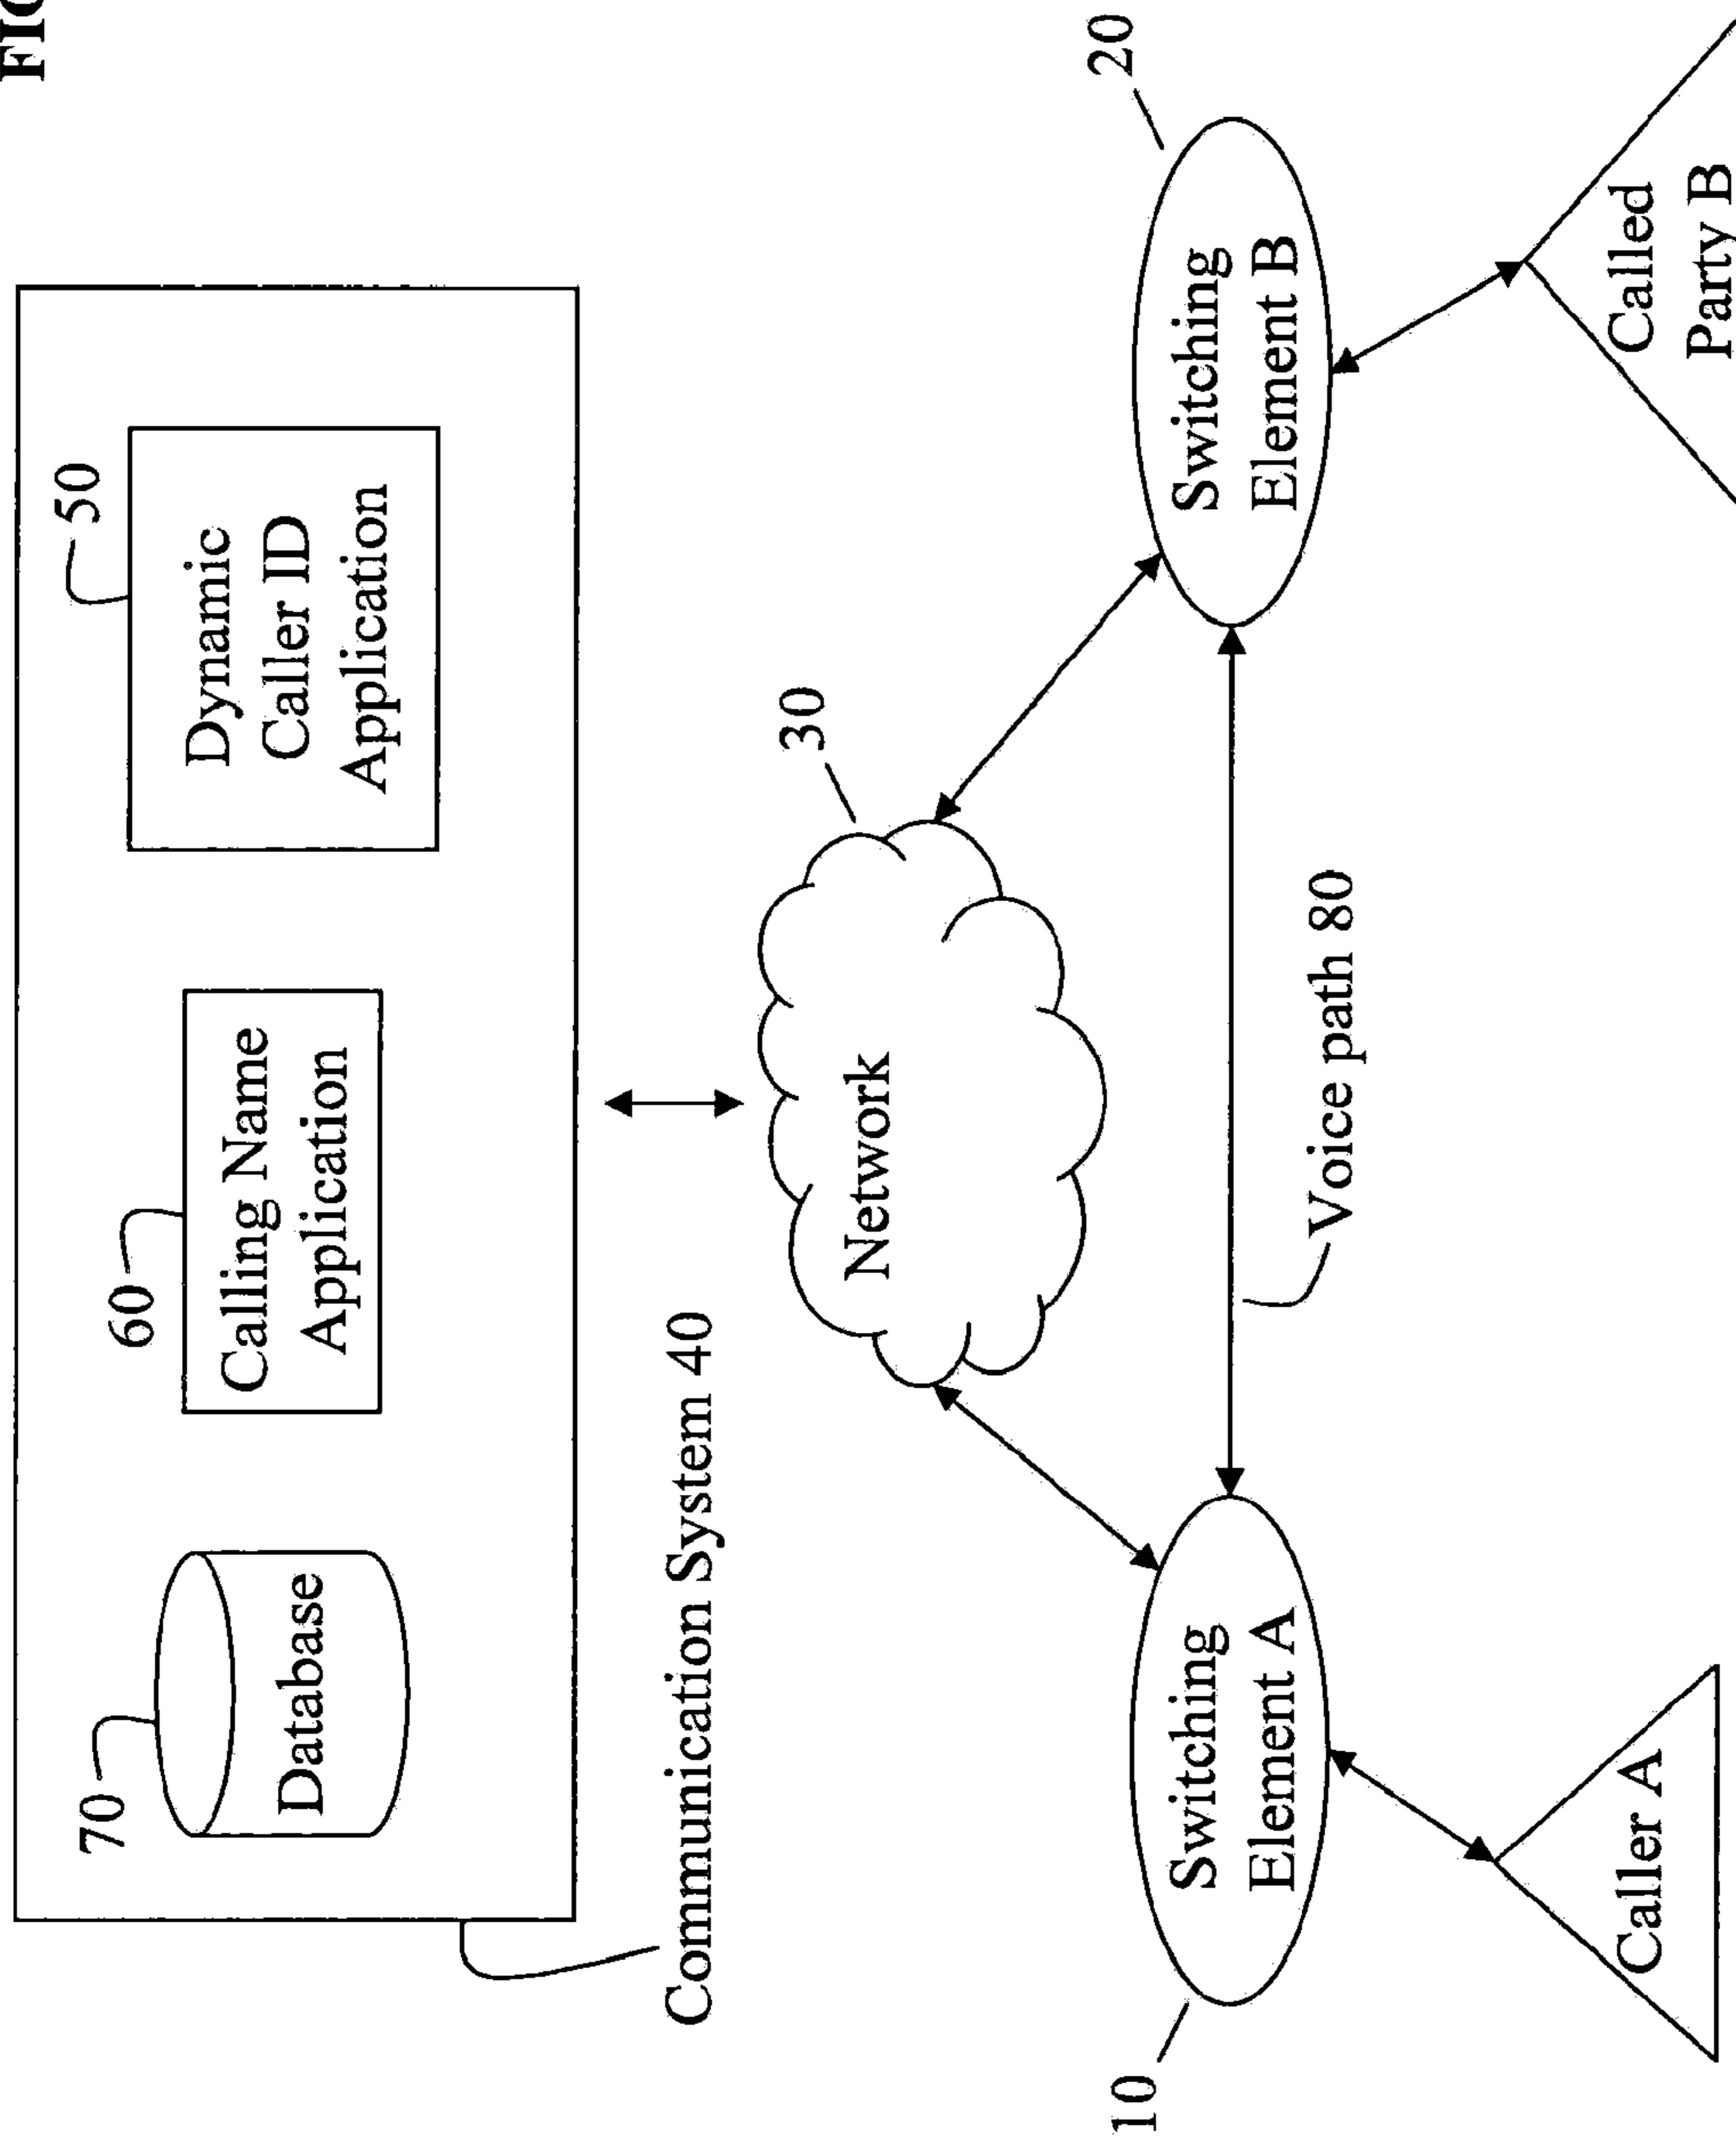 FIG
70
60
50
Database
Calling Name
Application
Dynamic
Caller ID
Application
Communication System 40
30
Network
10
20
Switching
Element A
Switching
Element B
Voice path 80
Caller A
Called
Party B